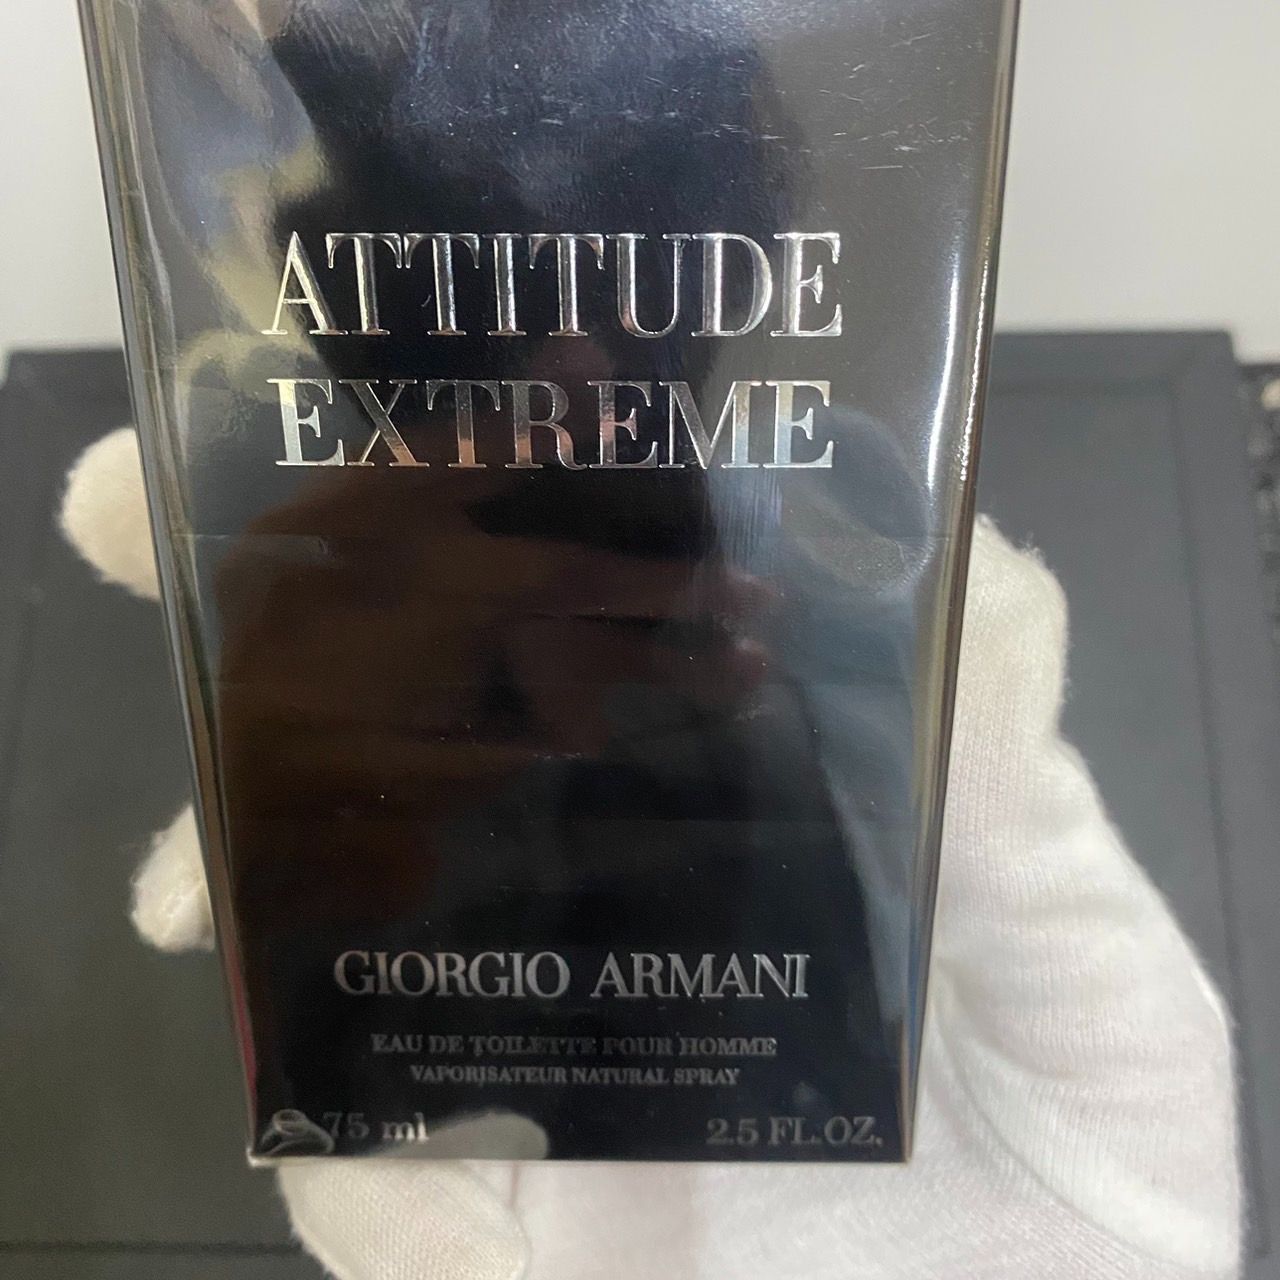 ATTITUDE
EXTREME
GIORGIO ARMANI
EAU DE TOILETTE POUR HOMME
VAPORISATEUR NATURAL SPRAY
e 75 ml 2.5 FL.OZ.